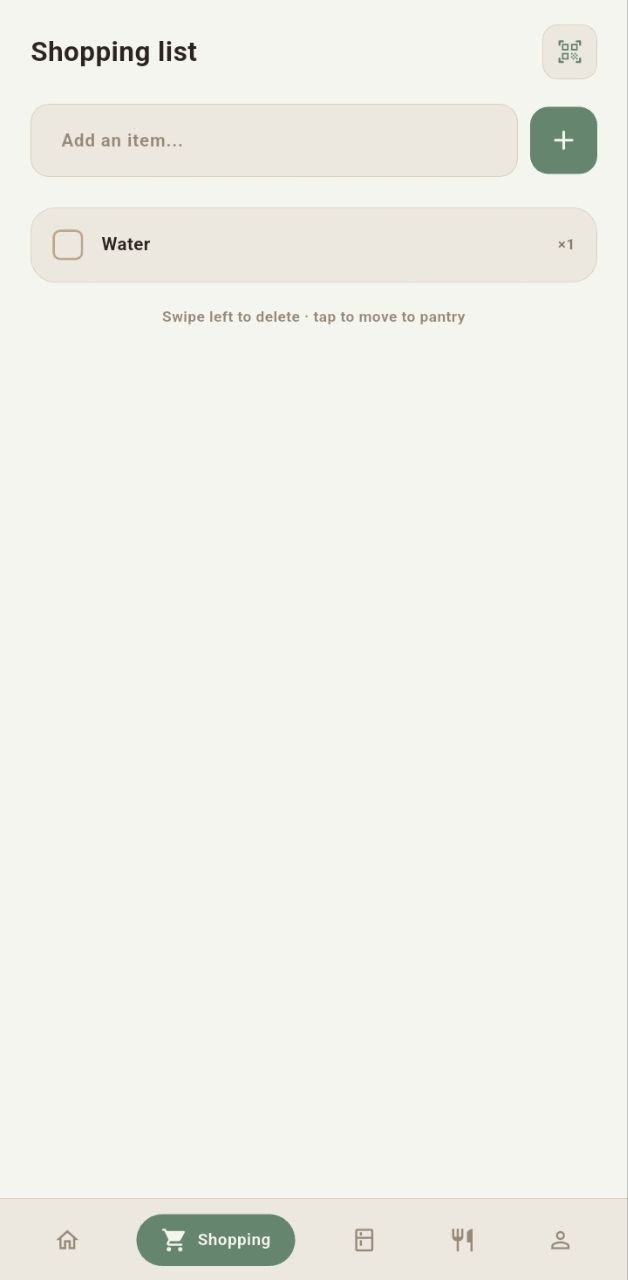 Shopping list
Add an item...
Water
×1
Swipe left to delete · tap to move to pantry
Shopping